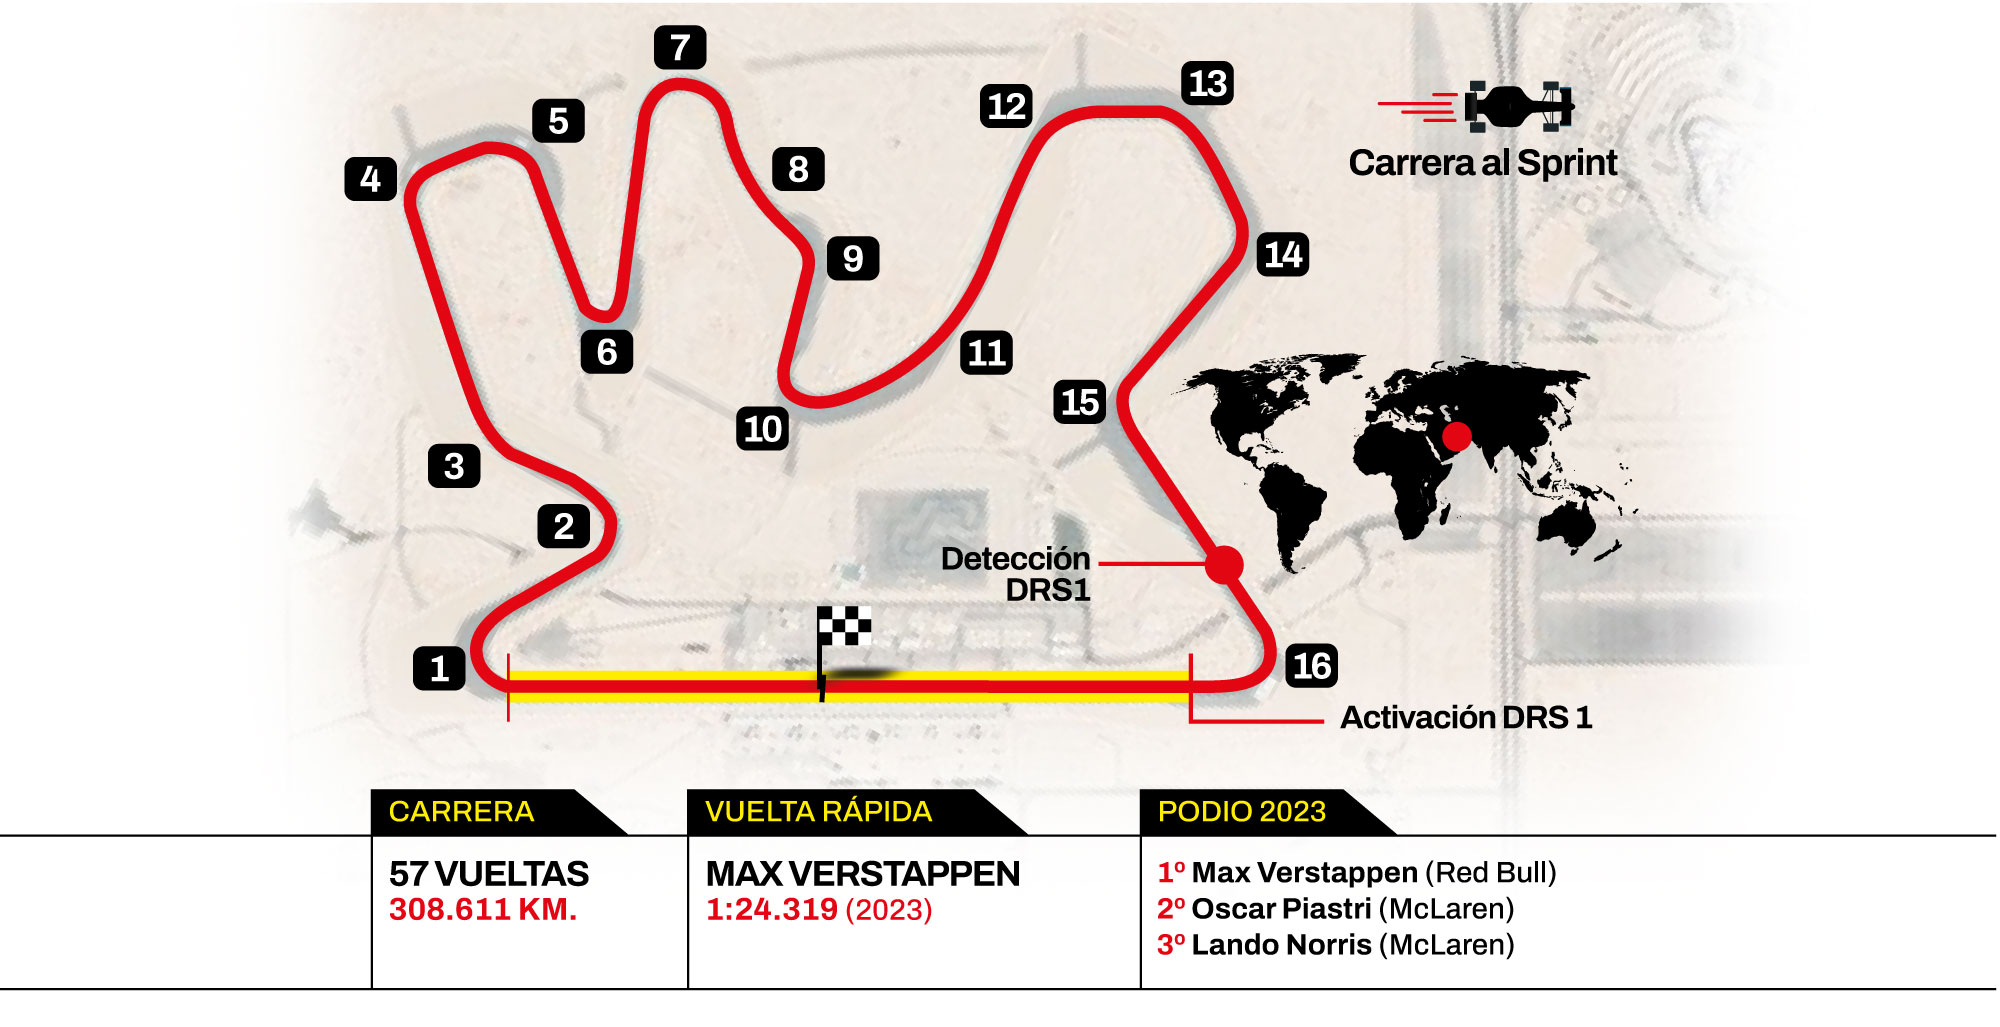 7
13
12
5
Carrera al Sprint
8
4
9
14
6
11
15
10
3
2
Detección
DRS1
1
16
Activación DRS 1
CARRERA
57 VUELTAS
308.611 KM.
VUELTA RÁPIDA
MAX VERSTAPPEN
1:24.319 (2023)
PODIO 2023
1º Max Verstappen (Red Bull)
2º Oscar Piastri (McLaren)
3º Lando Norris (McLaren)